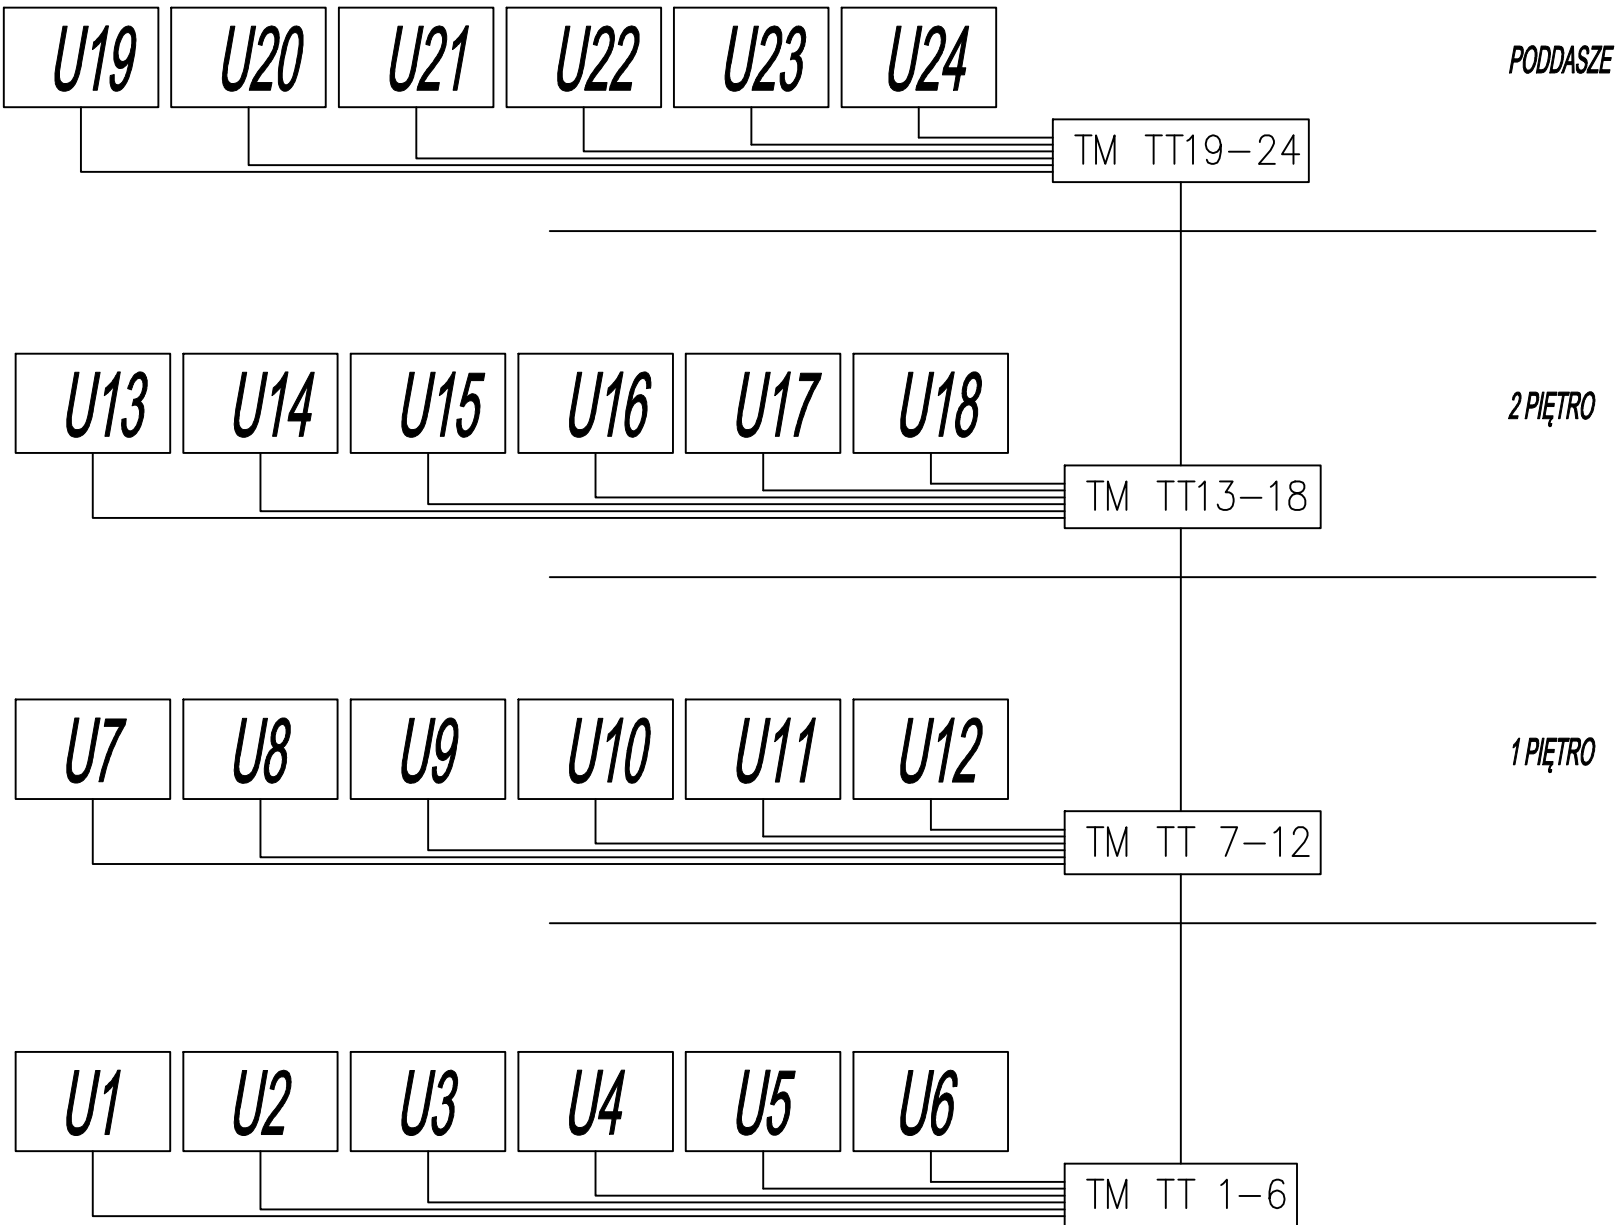 U19 U20 U21 U22 U23 U24 PODDASZE
TM TT19-24
U13 U14 U15 U16 U17 U18 2 PIĘTRO
TM TT13-18
U7 U8 U9 U10 U11 U12 1 PIĘTRO
TM TT 7-12
U1 U2 U3 U4 U5 U6
TM TT 1-6